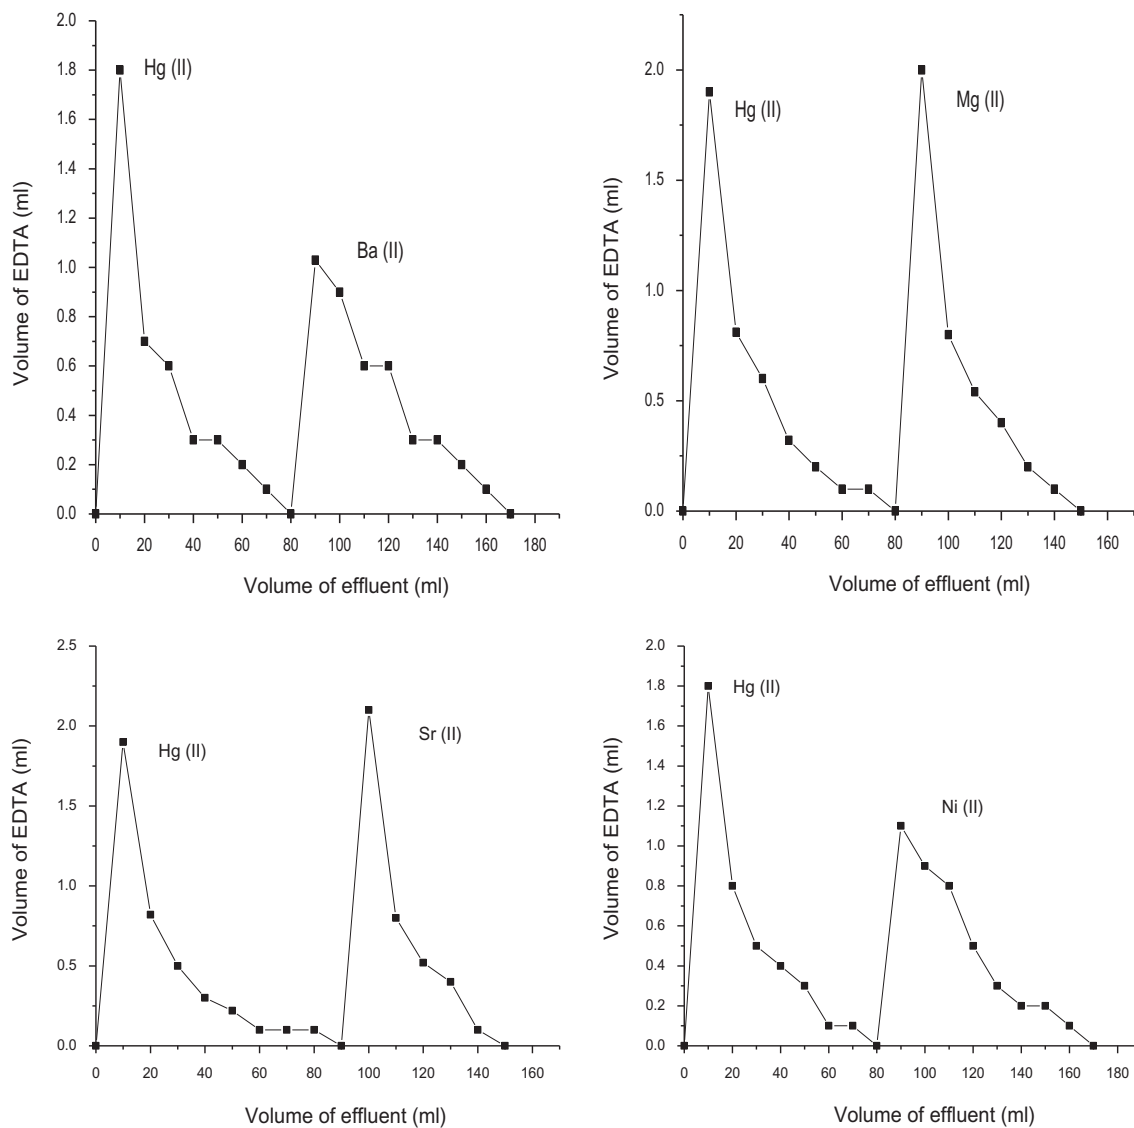 2.0
1.8
1.6
1.4
1.2
1.0
0.8
0.6
0.4
0.2
0.0
Volume of EDTA (ml)
Hg (II)
Ba (II)
0 20 40 60 80 100 120 140 160 180
Volume of effluent (ml)
2.0
1.5
1.0
0.5
0.0
Volume of EDTA (ml)
Hg (II)
Mg (II)
0 20 40 60 80 100 120 140 160
Volume of effluent (ml)
2.5
2.0
1.5
1.0
0.5
0.0
Volume of EDTA (ml)
Hg (II)
Sr (II)
0 20 40 60 80 100 120 140 160
Volume of effluent (ml)
2.0
1.8
1.6
1.4
1.2
1.0
0.8
0.6
0.4
0.2
0.0
Volume of EDTA (ml)
Hg (II)
Ni (II)
0 20 40 60 80 100 120 140 160 180
Volume of effluent (ml)